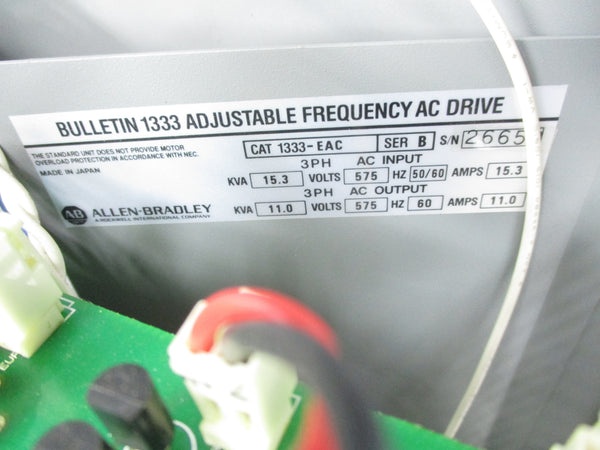 BULLETIN 1333 ADJUSTABLE FREQUENCY AC DRIVE
THE STANDARD UNIT DOES NOT PROVIDE MOTOR
OVERLOAD PROTECTION IN ACCORDANCE WITH NEC.
MADE IN JAPAN
CAT 1333-EAC SER B S/N
3PH AC INPUT
KVA 15.3 VOLTS 575 HZ 50/60 AMPS 15.3
3PH AC OUTPUT
KVA 11.0 VOLTS 575 HZ 60 AMPS 11.0
AB ALLEN-BRADLEY
A ROCKWELL INTERNATIONAL COMPANY